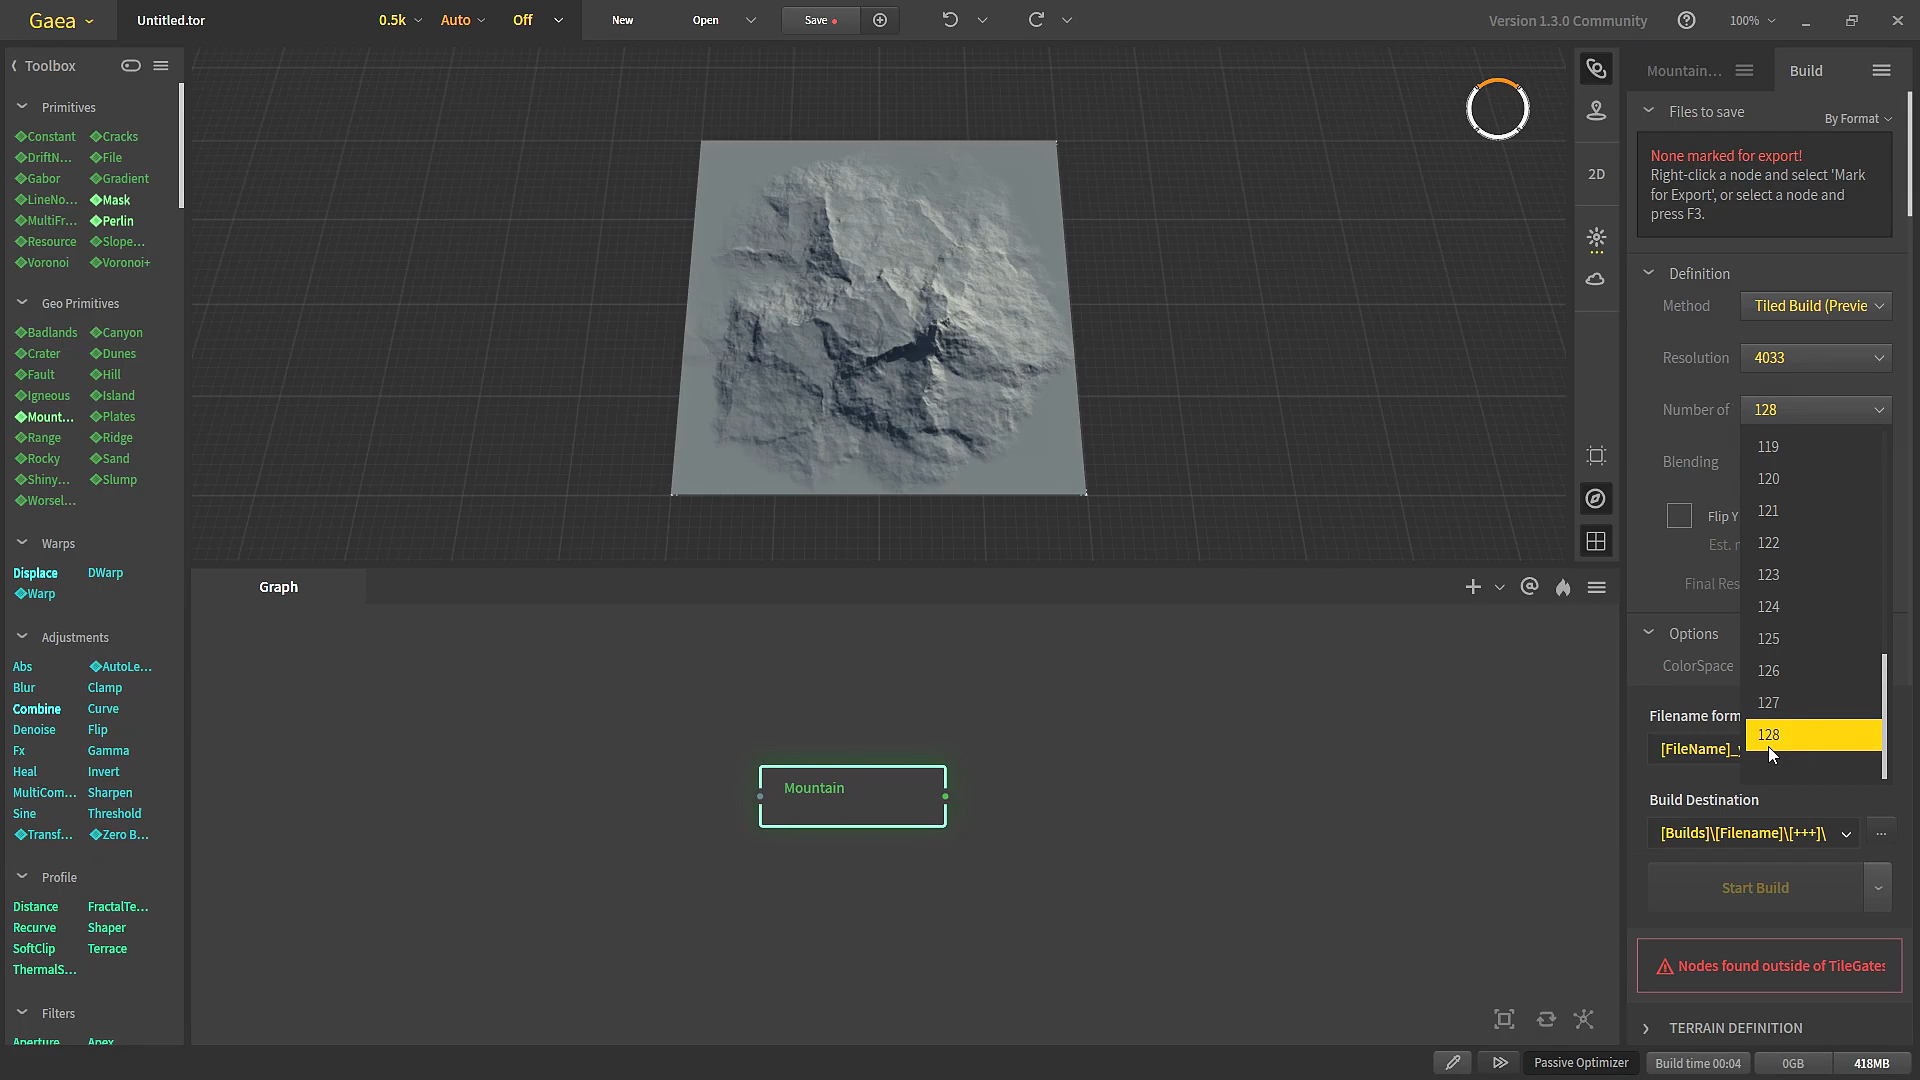 Gaea
Untitled.tor
0.5k
Auto
Off
New
Open
Save
Version 1.3.0 Community
100%
Toolbox
Primitives
Constant
Cracks
DriftN...
File
Gabor
Gradient
LineNo...
Mask
MultiFr...
Perlin
Resource
Slope...
Voronoi
Voronoi+
Geo Primitives
Badlands
Canyon
Crater
Dunes
Fault
Hill
Igneous
Island
Mount...
Plates
Range
Ridge
Rocky
Sand
Shiny...
Slump
Worsel...
Warps
Displace
DWarp
Warp
Adjustments
Abs
AutoLe...
Blur
Clamp
Combine
Curve
Denoise
Flip
Fx
Gamma
Heal
Invert
MultiCom...
Sharpen
Sine
Threshold
Transf...
Zero B...
Profile
Distance
FractalTe...
Recurve
Shaper
SoftClip
Terrace
ThermalS...
Filters
Aperture
Apex
2D
Graph
Mountain
Mountain...
Build
Files to save
By Format
None marked for export!
Right-click a node and select 'Mark
for Export', or select a node and
press F3.
Definition
Method
Tiled Build (Previe
Resolution
4033
Number of
128
119
120
121
122
123
124
125
126
127
128
Blending
Flip Y
Est. r
Final Res
Options
ColorSpace
Filename form
[FileName]_
Build Destination
[Builds]\[Filename]\[+++]\
...
Start Build
Nodes found outside of TileGates
TERRAIN DEFINITION
Passive Optimizer
Build time 00:04
0GB
418MB